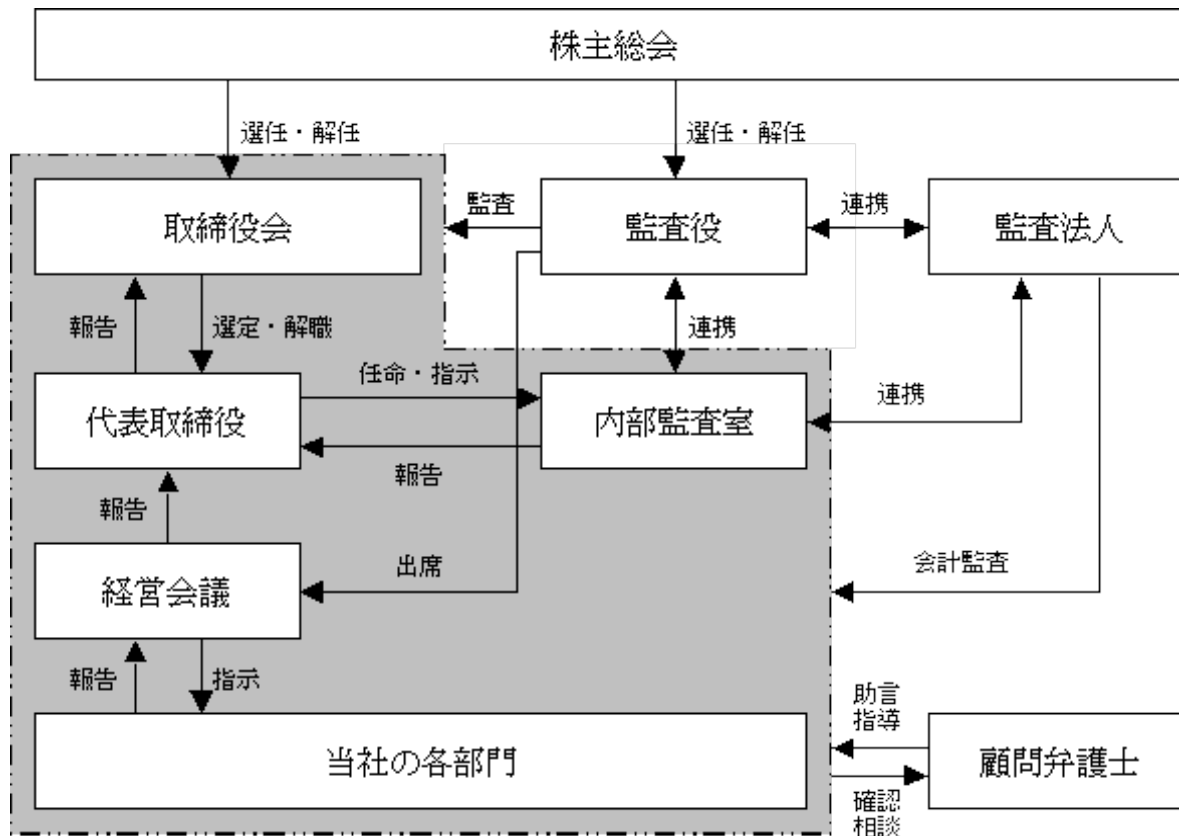 株主総会
選任・解任
選任・解任
取締役会
監査
監査役
連携
監査法人
報告
選定・解職
連携
任命・指示
代表取締役
内部監査室
連携
報告
報告
出席
会計監査
経営会議
報告
指示
助言
指導
当社の各部門
顧問弁護士
確認
相談